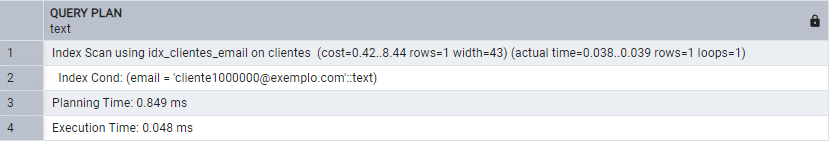 QUERY PLAN
text
1 Index Scan using idx_clientes_email on clientes (cost=0.42..8.44 rows=1 width=43) (actual time=0.038..0.039 rows=1 loops=1)
2 Index Cond: (email = 'cliente1000000@exemplo.com'::text)
3 Planning Time: 0.849 ms
4 Execution Time: 0.048 ms